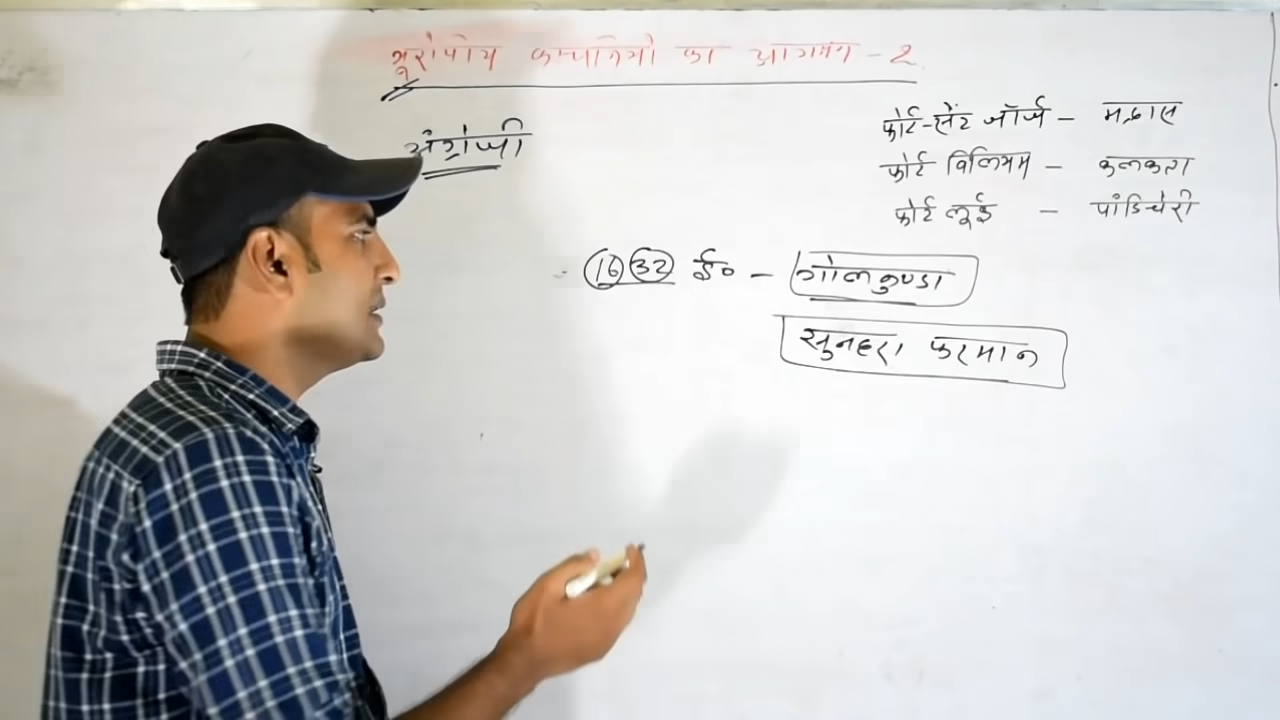 यूरोपीय कम्पनियो का आगमन - 2
अंग्रेजी
फोर्ट-सेंट जॉर्ज - मद्रास
फोर्ट विलियम - कलकत्ता
फोर्ट लूई - पांडिचेरी
1632 ई० - गोलकुण्डा
सुनहरा फरमान